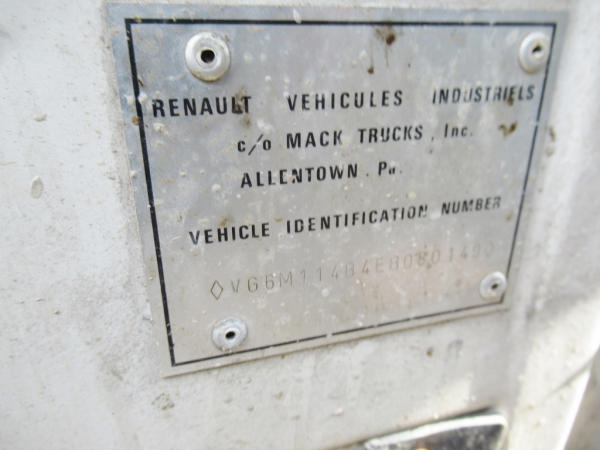 RENAULT VEHICULES INDUSTRIELS
c/o MACK TRUCKS, Inc.
ALLENTOWN. Pa.
VEHICLE IDENTIFICATION NUMBER
◊VG6M114B4EB080149◊